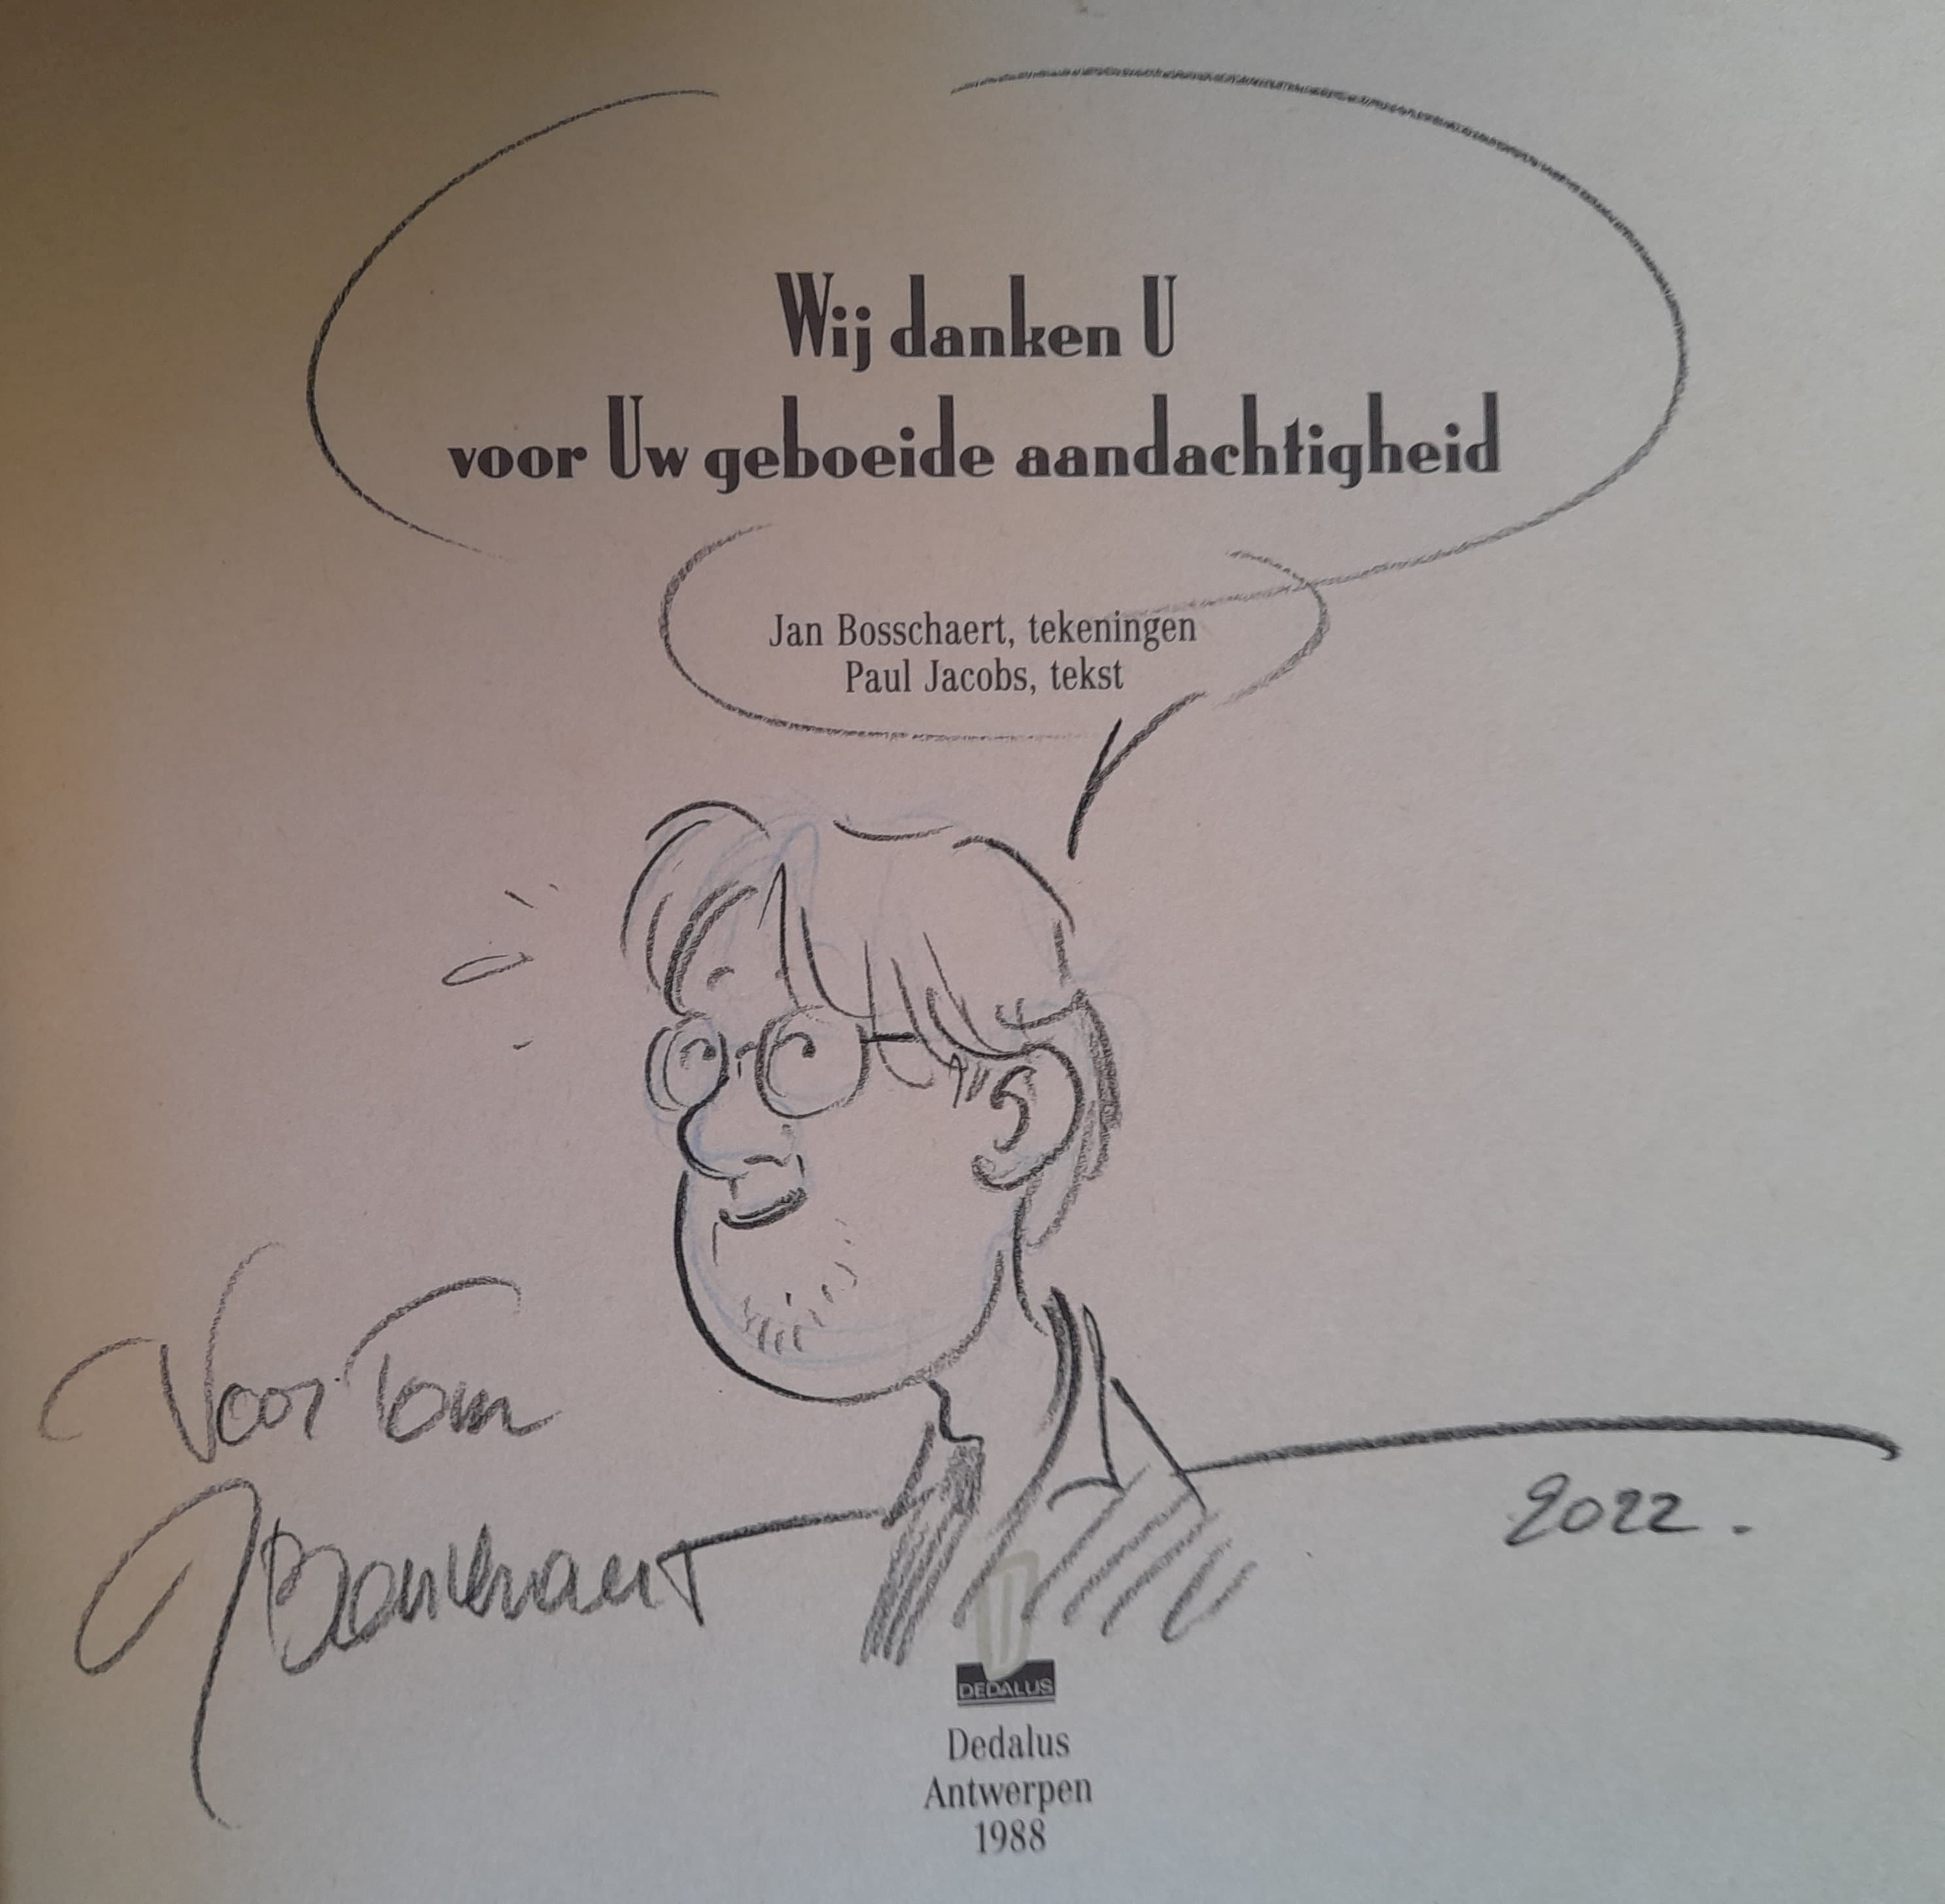 Wij danken U
voor Uw geboeide aandachtigheid
Jan Bosschaert, tekeningen
Paul Jacobs, tekst
Voor Tom
JBosschaert
2022.
DEDALUS
Dedalus
Antwerpen
1988